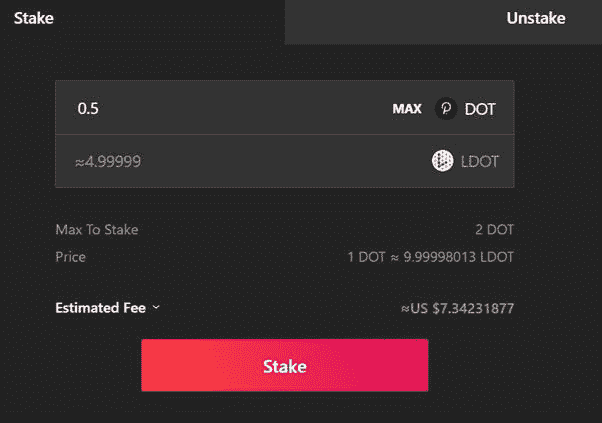 Stake Unstake
0.5 MAX DOT
≈4.99999 LDOT
Max To Stake 2 DOT
Price 1 DOT ≈ 9.99998013 LDOT
Estimated Fee ≈US $7.34231877
Stake